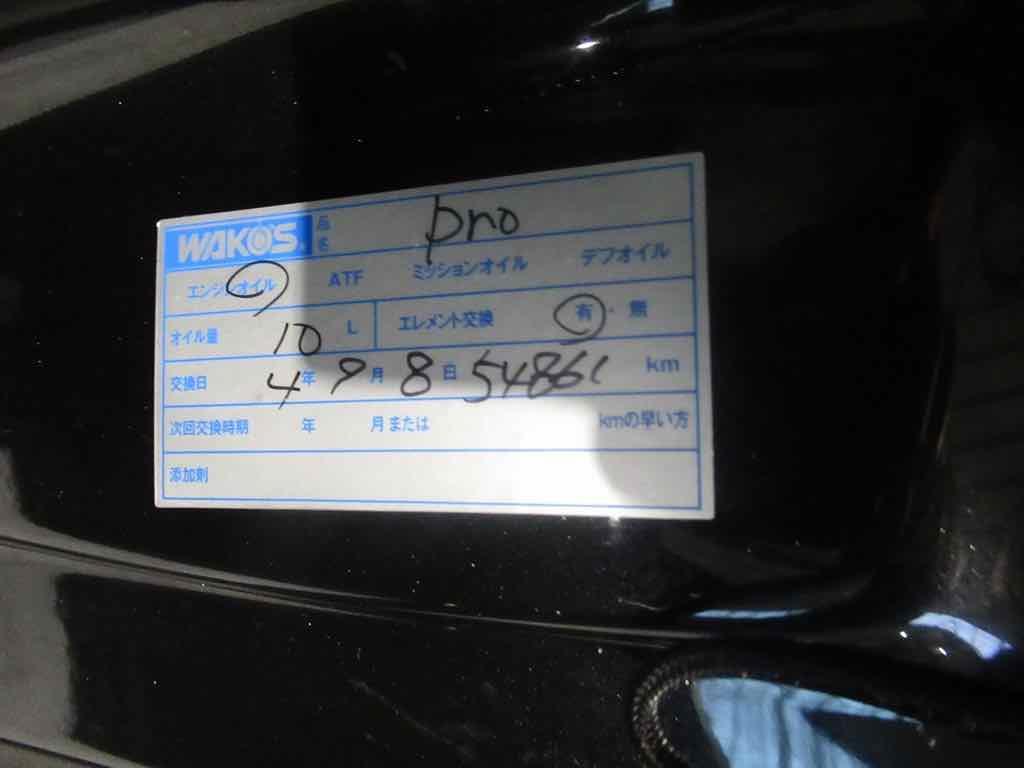 WAKO'S 品名 pro
エンジンオイル ATF ミッションオイル デフオイル
オイル量 10 L エレメント交換 有・無
交換日 4年 9月 8日 54861 km
次回交換時期 年 月または kmの早い方
添加剤